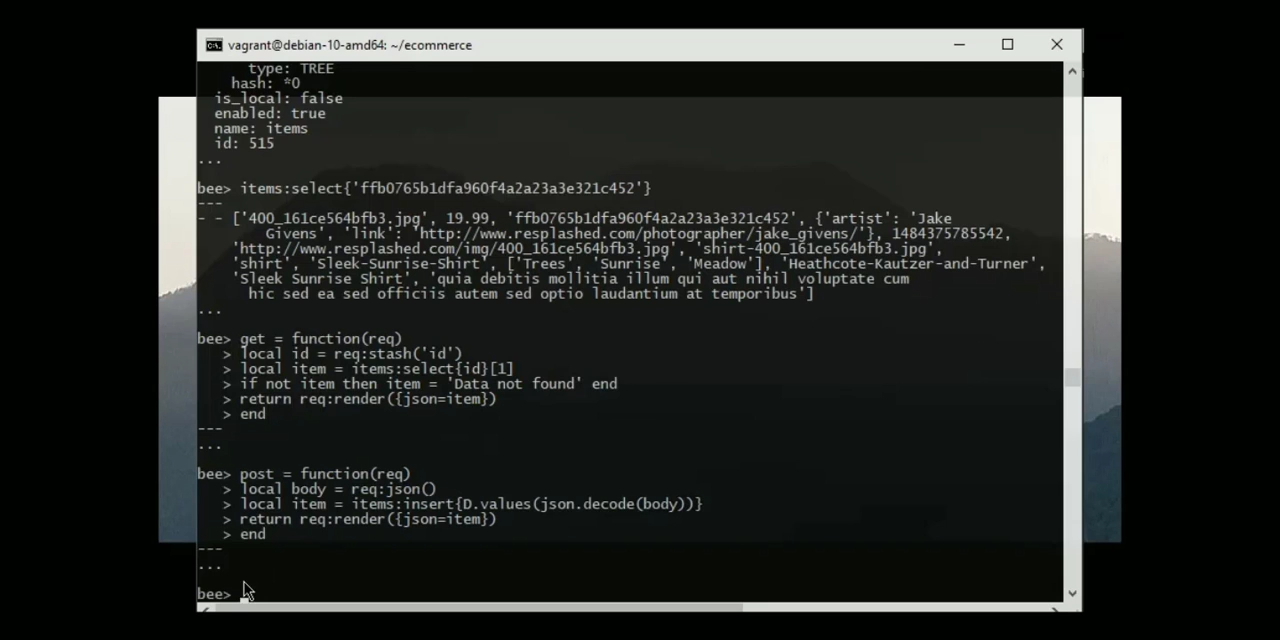 vagrant@debian-10-amd64: ~/ecommerce
type: TREE
hash: *0
is_local: false
enabled: true
name: items
id: 515
...
bee> items:select{'ffb0765b1dfa960f4a2a23a3e321c452'}
---
- - ['400_161ce564bfb3.jpg', 19.99, 'ffb0765b1dfa960f4a2a23a3e321c452', {'artist': 'Jake
Givens', 'link': 'http://www.resplashed.com/photographer/jake_givens/'}, 1484375785542,
'http://www.resplashed.com/img/400_161ce564bfb3.jpg', 'shirt-400_161ce564bfb3.jpg',
'shirt', 'Sleek-Sunrise-Shirt', ['Trees', 'Sunrise', 'Meadow'], 'Heathcote-Kautzer-and-Turner',
'Sleek Sunrise Shirt', 'quia debitis mollitia illum qui aut nihil voluptate cum
hic sed ea sed officiis autem sed optio laudantium at temporibus']
...
bee> get = function(req)
> local id = req:stash('id')
> local item = items:select{id}[1]
> if not item then item = 'Data not found' end
> return req:render({json=item})
> end
---
...
bee> post = function(req)
> local body = req:json()
> local item = items:insert{D.values(json.decode(body))}
> return req:render({json=item})
> end
---
...
bee>